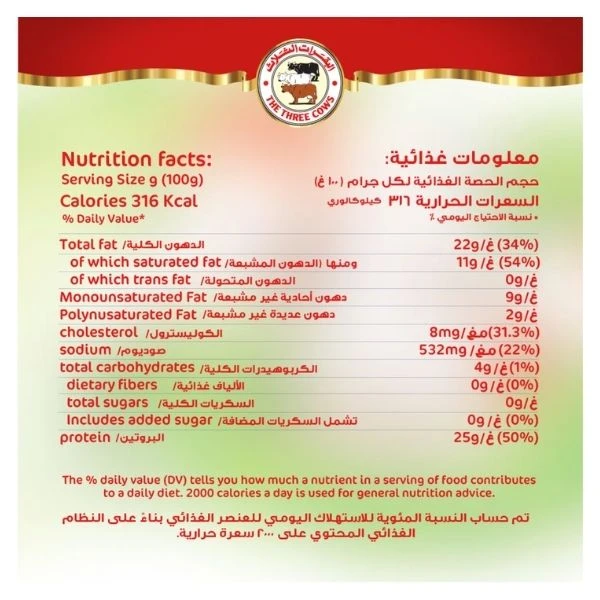 البقرات الثلاث
THE THREE COWS
Nutrition facts:
معلومات غذائية:
Serving Size g (100g)
حجم الحصة الغذائية لكل جرام (١٠٠ غ)
Calories 316 Kcal
السعرات الحرارية ٣١٦ كيلوكالوري
% Daily Value*
• نسبة الاحتياج اليومي ٪
Total fat /الدهون الكلية 22g/غ (34%)
of which saturated fat /ومنها (الدهون المشبعة 11g/غ (54%)
of which trans fat /الدهون المتحولة 0g/غ
Monounsaturated Fat /دهون أحادية غير مشبعة 9g/غ
Polynusaturated Fat /دهون عديدة غير مشبعة 2g/غ
cholesterol /الكوليسترول 8mg/مغ(31.3%)
sodium /صوديوم 532mg /مغ (22%)
total carbohydrates /الكربوهيدرات الكلية 4g/غ(1%)
dietary fibers /الألياف غذائية 0g/غ(0%)
total sugars /السكريات الكلية 0g/غ
Includes added sugar /تشمل السكريات المضافة 0g/غ (0%)
protein /البروتين 25g/غ (50%)
The % daily value (DV) tells you how much a nutrient in a serving of food contributes
to a daily diet. 2000 calories a day is used for general nutrition advice.
تم حساب النسبة المئوية للاستهلاك اليومي للعنصر الغذائي بناءً على النظام
الغذائي المحتوي على ٢٠٠٠ سعرة حرارية.